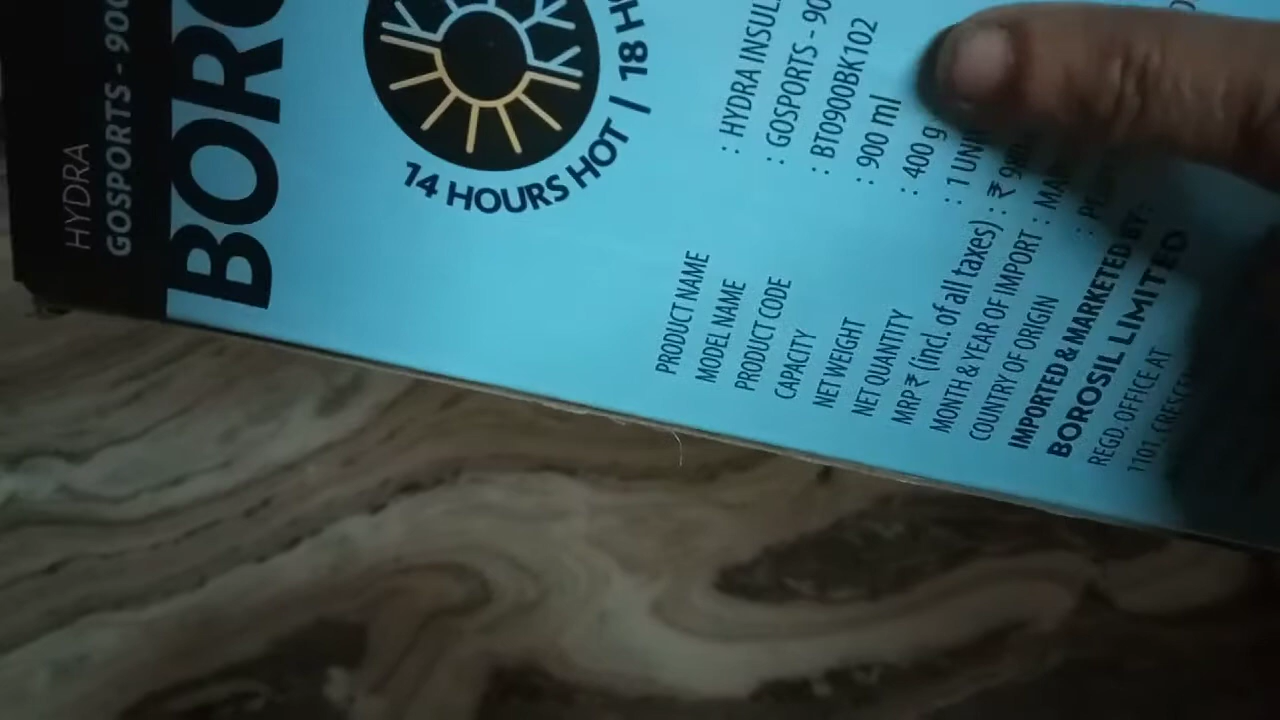 HYDRA
GOSPORTS - 900
BORO
14 HOURS HOT / 18 H
PRODUCT NAME : HYDRA INSUL
MODEL NAME : GOSPORTS - 90
PRODUCT CODE : BT0900BK102
CAPACITY : 900 ml
NET WEIGHT : 400 g
NET QUANTITY : 1 UNI
MRP ₹ (incl. of all taxes) : ₹
MONTH & YEAR OF IMPORT : MA
COUNTRY OF ORIGIN :
IMPORTED & MARKETED BY:
BOROSIL LIMITED
REGD. OFFICE AT
1101, CRESC